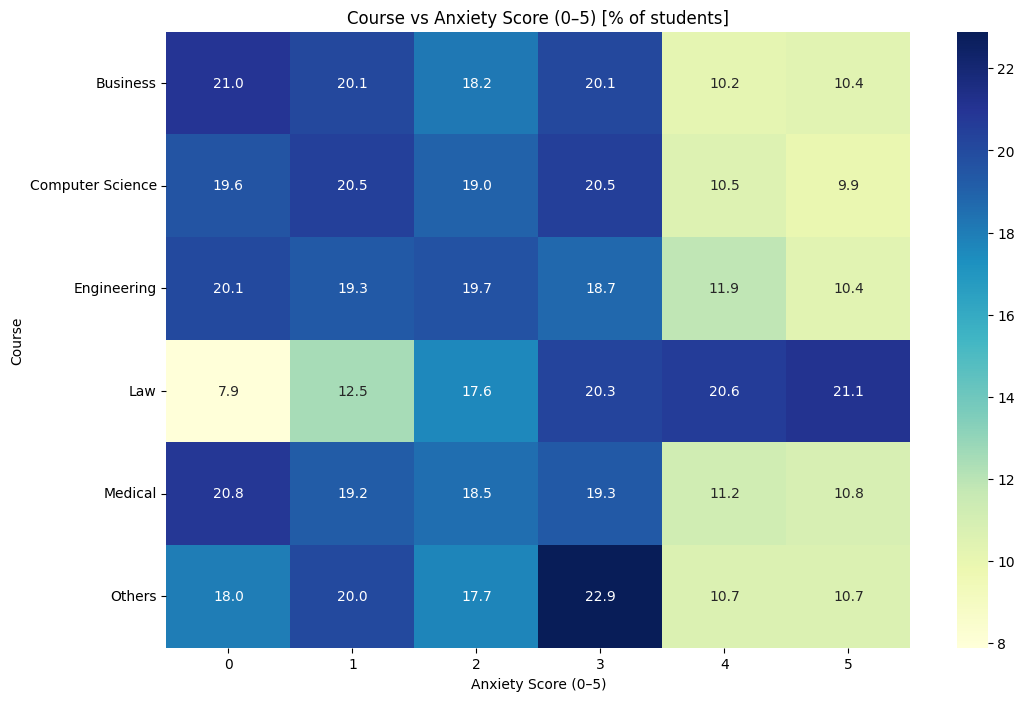 Course vs Anxiety Score (0–5) [% of students]
Course
Business 21.0 20.1 18.2 20.1 10.2 10.4
Computer Science 19.6 20.5 19.0 20.5 10.5 9.9
Engineering 20.1 19.3 19.7 18.7 11.9 10.4
Law 7.9 12.5 17.6 20.3 20.6 21.1
Medical 20.8 19.2 18.5 19.3 11.2 10.8
Others 18.0 20.0 17.7 22.9 10.7 10.7
0 1 2 3 4 5
Anxiety Score (0–5)
22
20
18
16
14
12
10
8